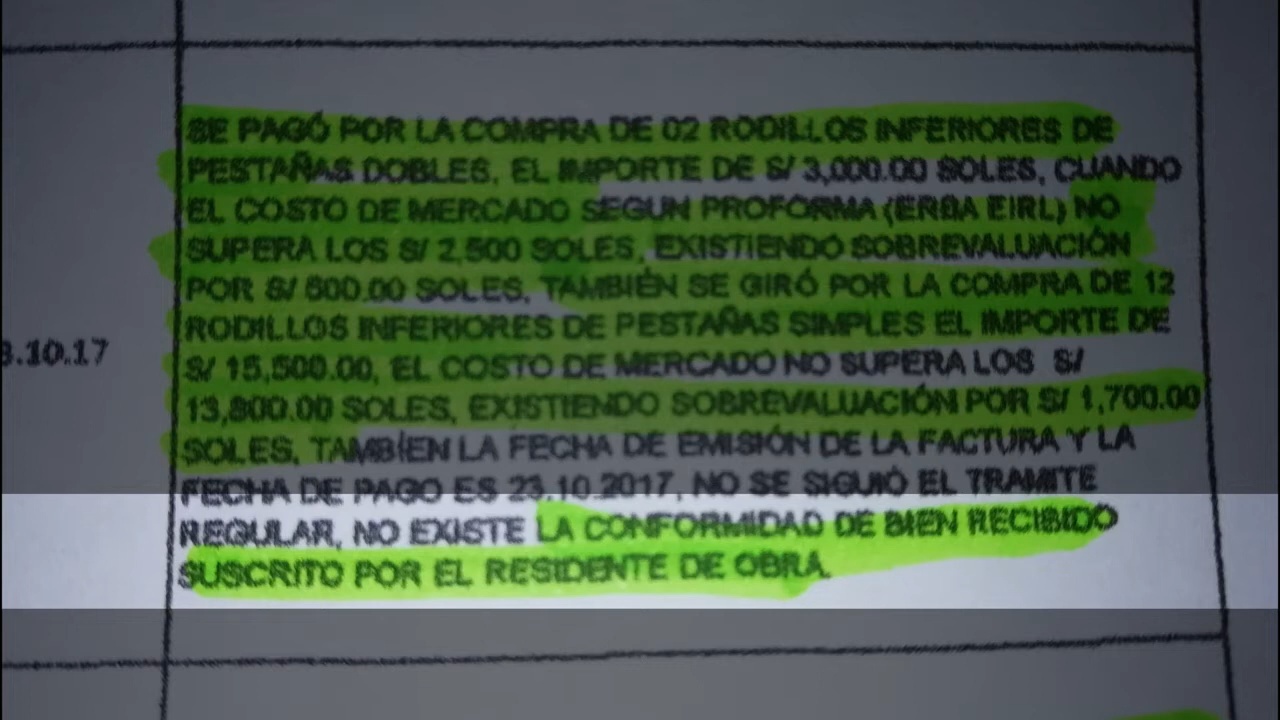 SE PAGÓ POR LA COMPRA DE 02 RODILLOS INFERIORES DE
PESTAÑAS DOBLES, EL IMPORTE DE S/ 3,000.00 SOLES, CUANDO
EL COSTO DE MERCADO SEGUN PROFORMA (ERBA EIRL) NO
SUPERA LOS S/ 2,500 SOLES, EXISTIENDO SOBREVALUACIÓN
POR S/ 500.00 SOLES, TAMBIÉN SE GIRÓ POR LA COMPRA DE 12
RODILLOS INFERIORES DE PESTAÑAS SIMPLES EL IMPORTE DE
3.10.17
S/ 15,500.00, EL COSTO DE MERCADO NO SUPERA LOS S/
13,800.00 SOLES, EXISTIENDO SOBREVALUACIÓN POR S/ 1,700.00
SOLES, TAMBÍEN LA FECHA DE EMISIÓN DE LA FACTURA Y LA
FECHA DE PAGO ES 23.10.2017, NO SE SIGUIÓ EL TRAMITE
REGULAR, NO EXISTE LA CONFORMIDAD DE BIEN RECIBIDO
SUSCRITO POR EL RESIDENTE DE OBRA.